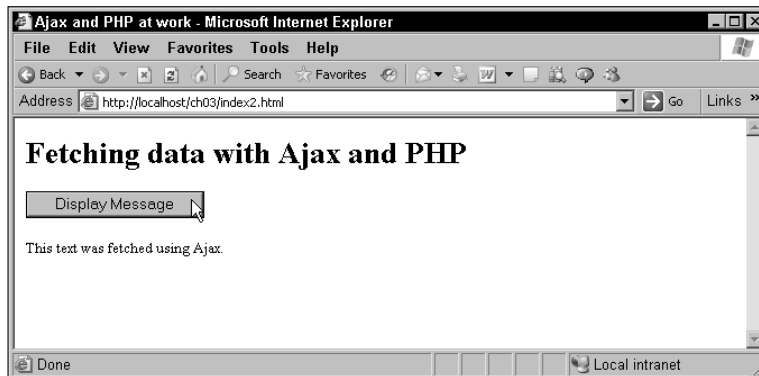 Ajax and PHP at work - Microsoft Internet Explorer
File Edit View Favorites Tools Help
Back Search Favorites
Address http://localhost/ch03/index2.html Go Links »
Fetching data with Ajax and PHP
Display Message
This text was fetched using Ajax.
Done Local intranet